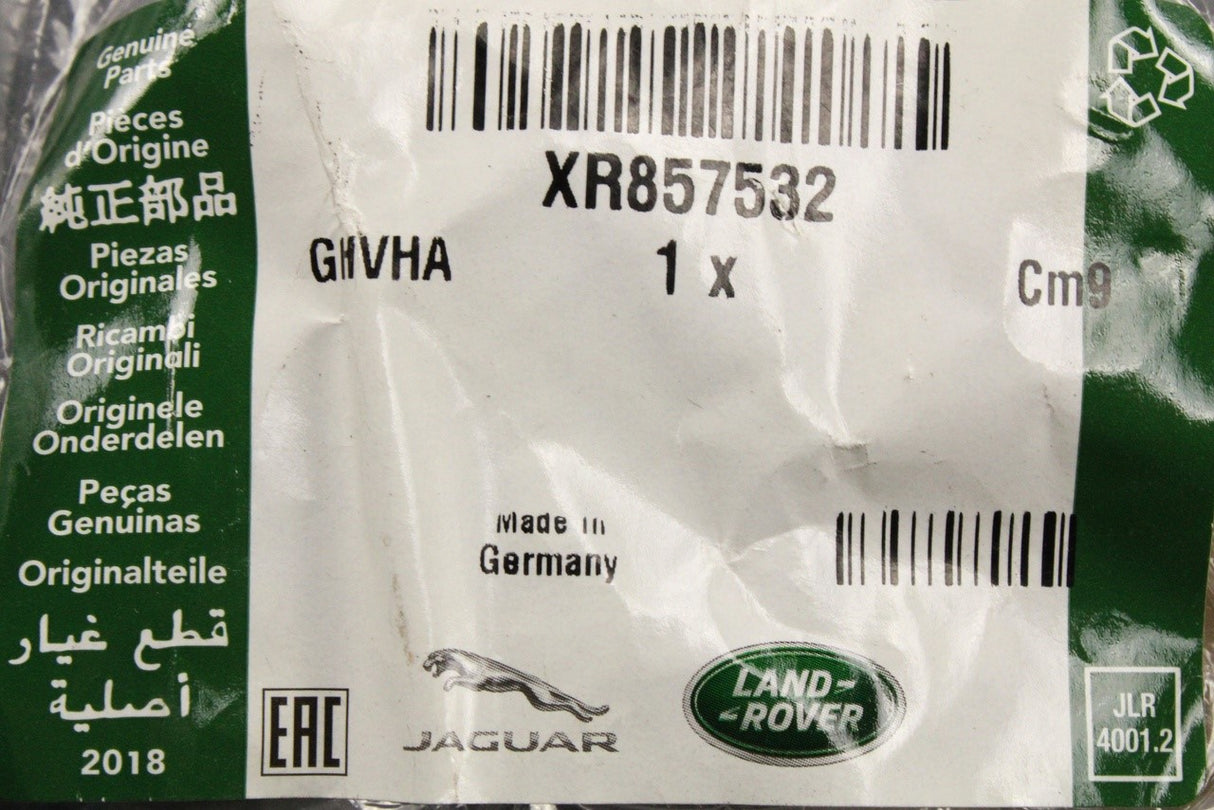 Genuine
Parts
Pièces
d'Origine
純正部品
Piezas
Originales
Ricambi
Originali
Originele
Onderdelen
Peças
Genuinas
Originalteile
قطع غيار
أصلية
2018
XR857532
GHVHA 1 x Cm9
Made in
Germany
EAC
JAGUAR
LAND-
-ROVER
JLR
4001.2